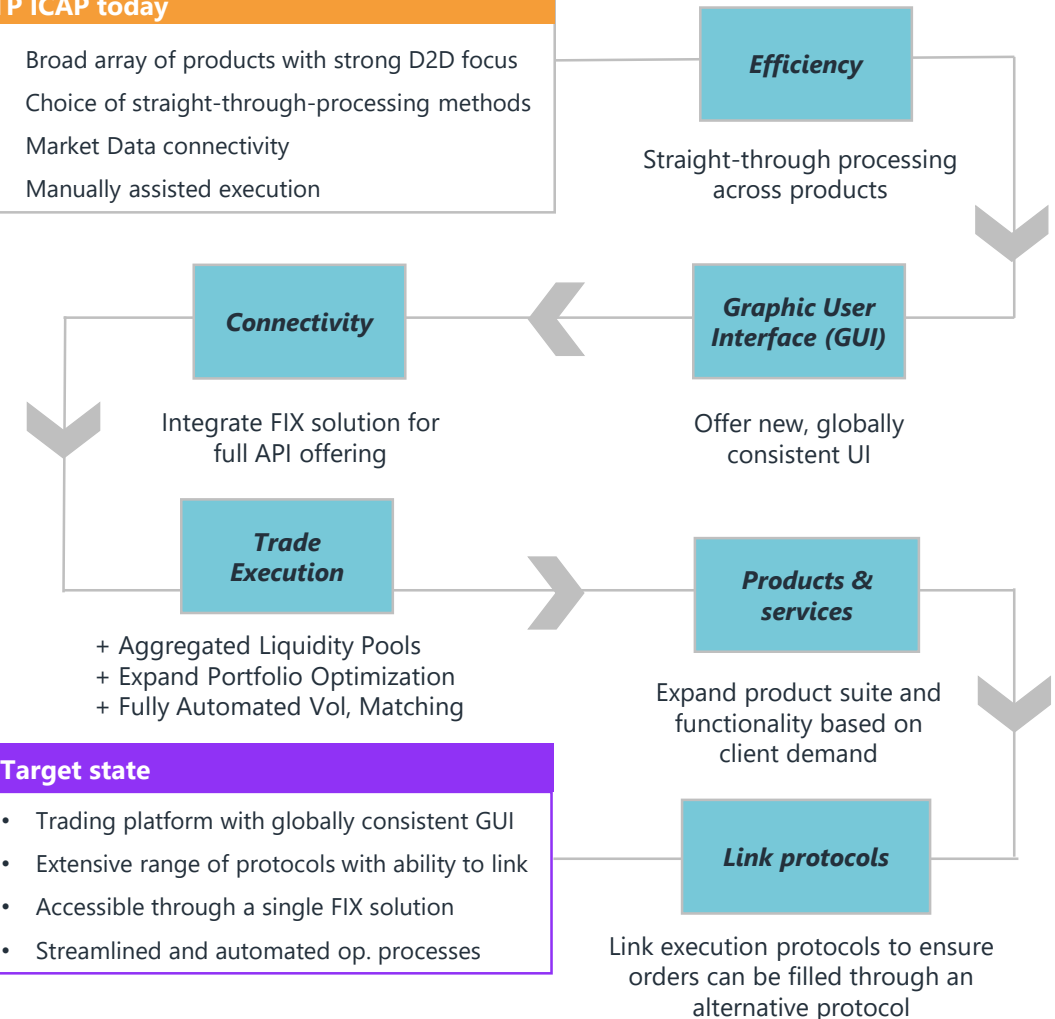 TP ICAP today
Broad array of products with strong D2D focus
Choice of straight-through-processing methods
Market Data connectivity
Manually assisted execution
Efficiency
Straight-through processing
across products
Graphic User
Interface (GUI)
Offer new, globally
consistent UI
Connectivity
Integrate FIX solution for
full API offering
Trade
Execution
+ Aggregated Liquidity Pools
+ Expand Portfolio Optimization
+ Fully Automated Vol, Matching
Products &
services
Expand product suite and
functionality based on
client demand
Link protocols
Link execution protocols to ensure
orders can be filled through an
alternative protocol
Target state
• Trading platform with globally consistent GUI
• Extensive range of protocols with ability to link
• Accessible through a single FIX solution
• Streamlined and automated op. processes